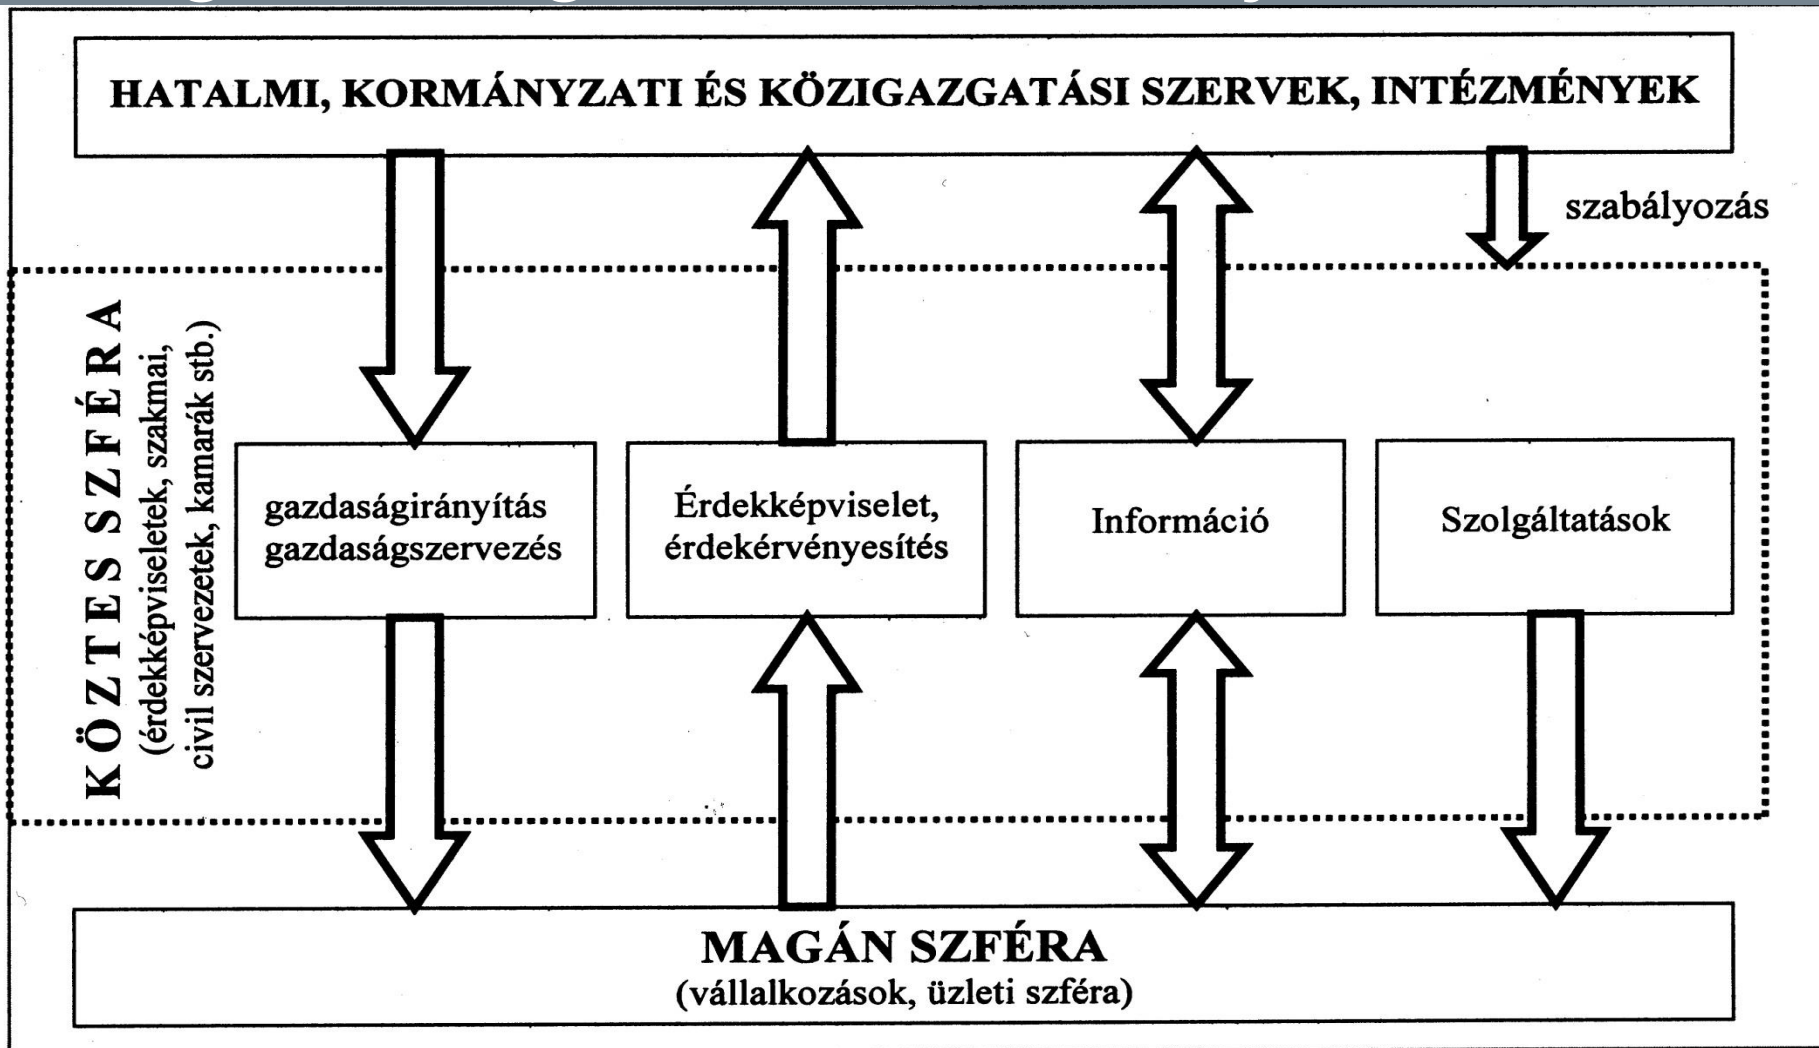 HATALMI, KORMÁNYZATI ÉS KÖZIGAZGATÁSI SZERVEK, INTÉZMÉNYEK
szabályozás
KÖZTES SZFÉRA
(érdekképviseletek, szakmai,
civil szervezetek, kamarák stb.)
gazdaságirányítás
gazdaságszervezés
Érdekképviselet,
érdekérvényesítés
Információ
Szolgáltatások
MAGÁN SZFÉRA
(vállalkozások, üzleti szféra)